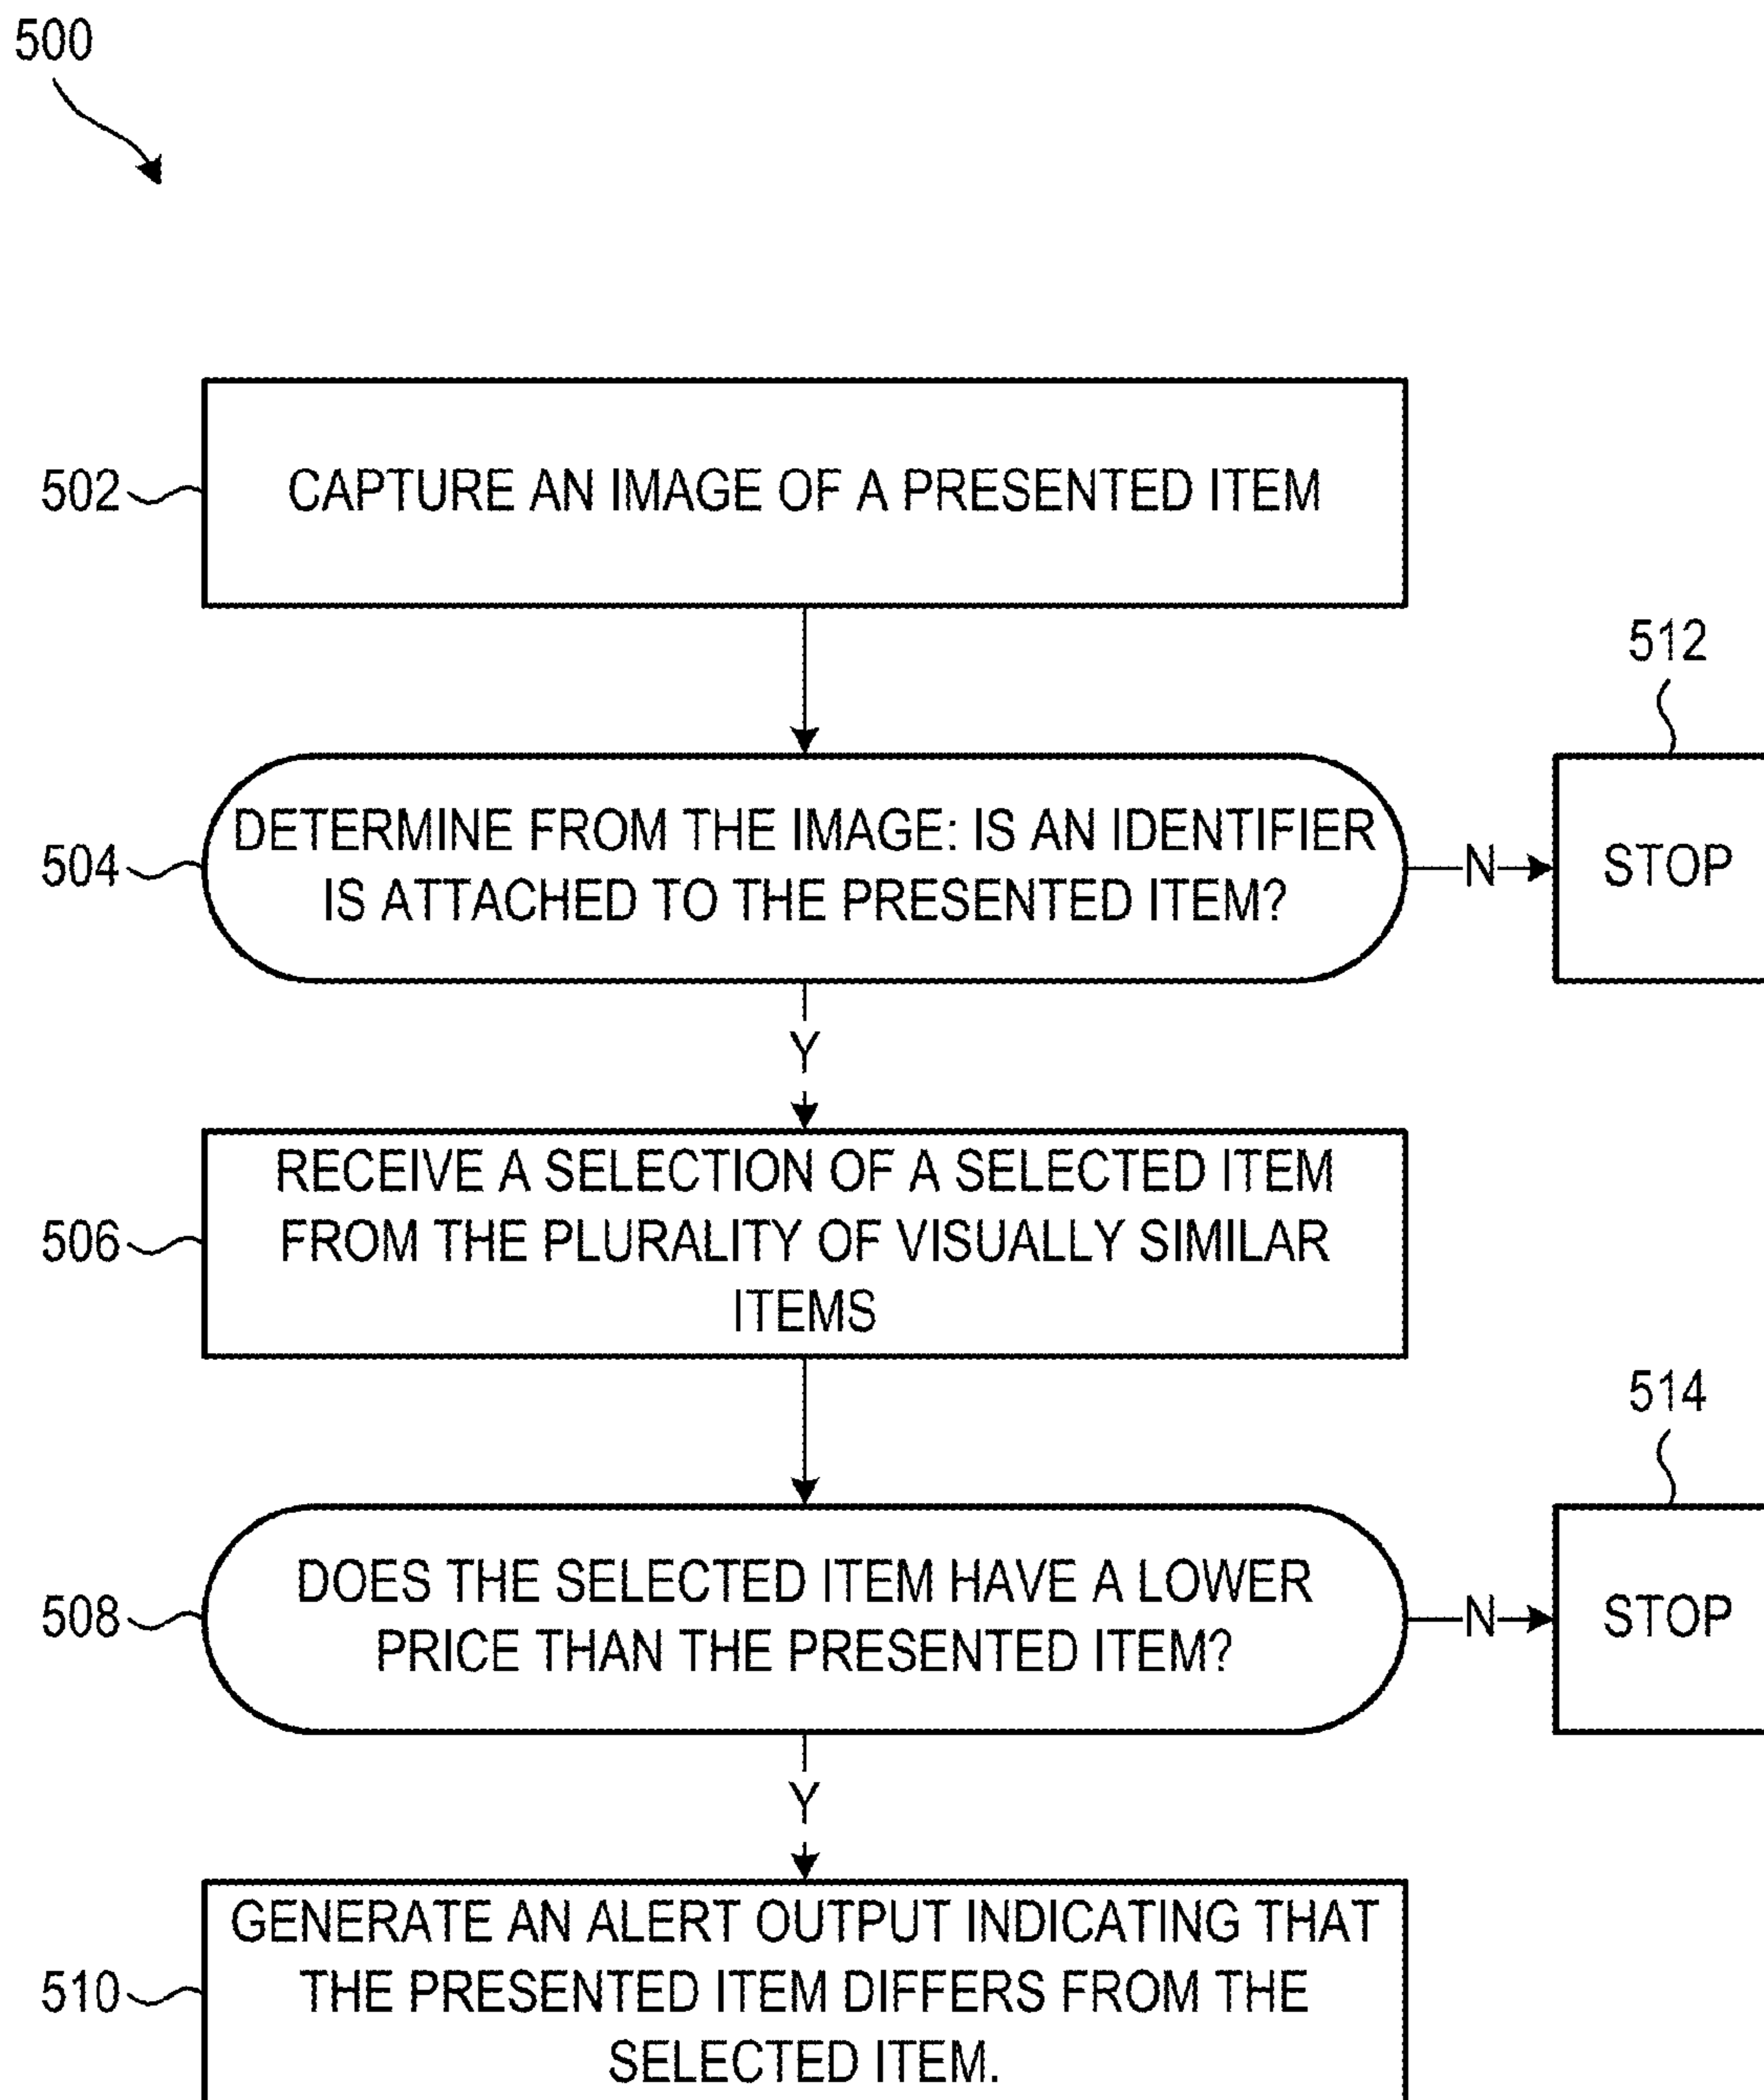 500
502
CAPTURE AN IMAGE OF A PRESENTED ITEM
512
504
DETERMINE FROM THE IMAGE: IS AN IDENTIFIER
IS ATTACHED TO THE PRESENTED ITEM?
N
STOP
Y
506
RECEIVE A SELECTION OF A SELECTED ITEM
FROM THE PLURALITY OF VISUALLY SIMILAR
ITEMS
514
508
DOES THE SELECTED ITEM HAVE A LOWER
PRICE THAN THE PRESENTED ITEM?
N
STOP
Y
510
GENERATE AN ALERT OUTPUT INDICATING THAT
THE PRESENTED ITEM DIFFERS FROM THE
SELECTED ITEM.